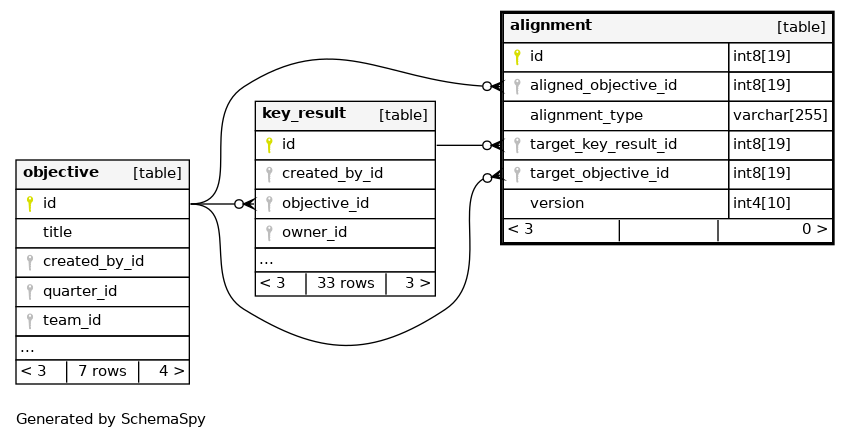 alignment [table]
id int8[19]
aligned_objective_id int8[19]
alignment_type varchar[255]
target_key_result_id int8[19]
target_objective_id int8[19]
version int4[10]
< 3 0 >
key_result [table]
id
created_by_id
objective_id
owner_id
...
< 3 33 rows 3 >
objective [table]
id
title
created_by_id
quarter_id
team_id
...
< 3 7 rows 4 >
Generated by SchemaSpy